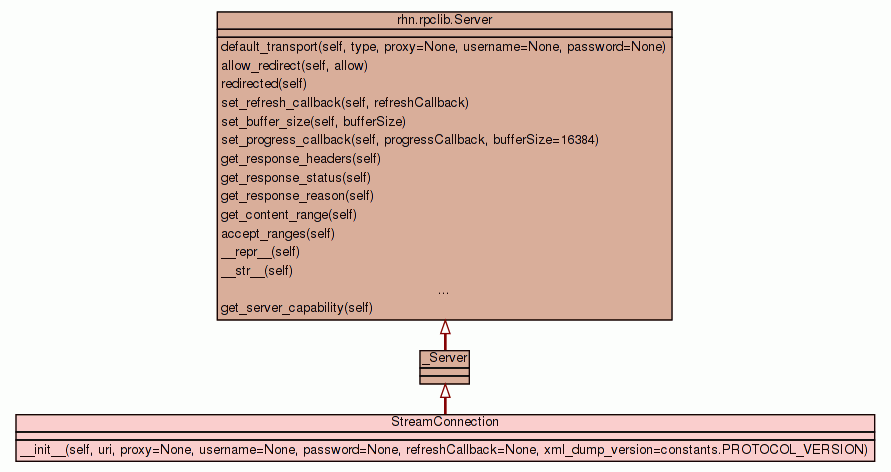 rhn.rpclib.Server
default_transport(self, type, proxy=None, username=None, password=None)
allow_redirect(self, allow)
redirected(self)
set_refresh_callback(self, refreshCallback)
set_buffer_size(self, bufferSize)
set_progress_callback(self, progressCallback, bufferSize=16384)
get_response_headers(self)
get_response_status(self)
get_response_reason(self)
get_content_range(self)
accept_ranges(self)
__repr__(self)
__str__(self)
...
get_server_capability(self)
_Server
StreamConnection
__init__(self, uri, proxy=None, username=None, password=None, refreshCallback=None, xml_dump_version=constants.PROTOCOL_VERSION)